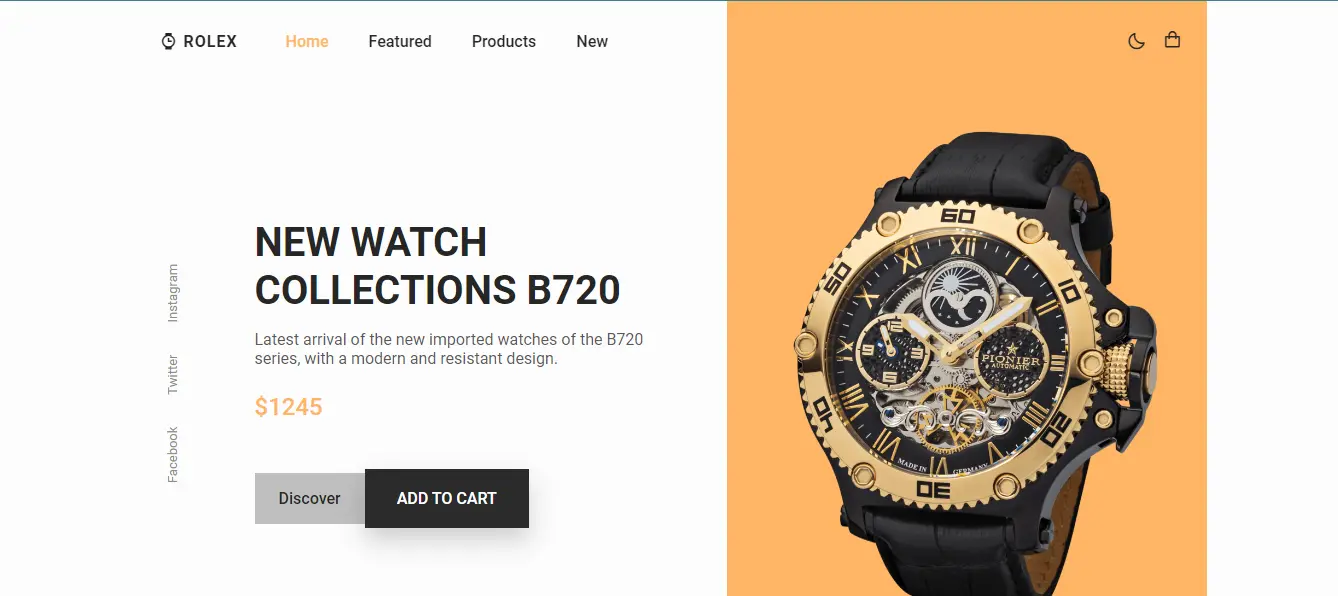 ROLEX
Home
Featured
Products
New
NEW WATCH
COLLECTIONS B720
Latest arrival of the new imported watches of the B720
series, with a modern and resistant design.
$1245
Discover
ADD TO CART
Instagram
Twitter
Facebook
60
10
20
30
40
50
XII
PIONIER
AUTOMATIC
12
6
MADE IN GERMANY